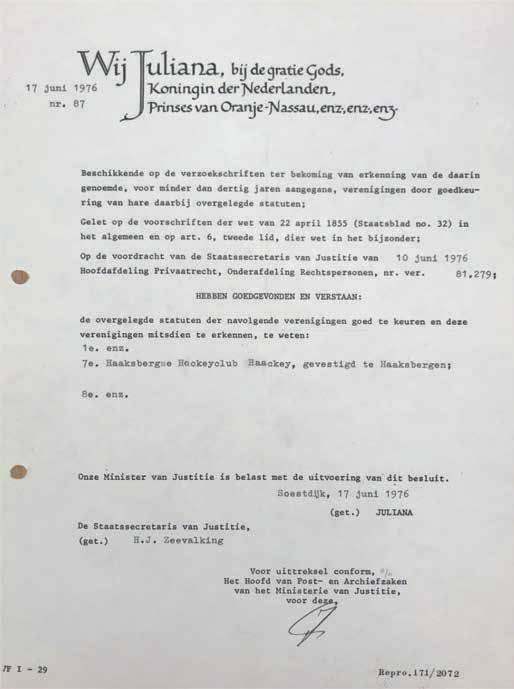 Wij Juliana, bij de gratie Gods,
17 juni 1976
Koningin der Nederlanden,
nr. 87
Prinses van Oranje-Nassau, enz., enz., enz.
Beschikkende op de verzoekschriften ter bekoming van erkenning van de daarin
genoemde, voor minder dan dertig jaren aangegane, verenigingen door goedkeu-
ring van hare daarbij overgelegde statuten;
Gelet op de voorschriften der wet van 22 april 1855 (Staatsblad no. 32) in
het algemeen en op art. 6, tweede lid, dier wet in het bijzonder;
Op de voordracht van de Staatssecretaris van Justitie van 10 juni 1976
Hoofdafdeling Privaatrecht, Onderafdeling Rechtspersonen, nr. ver. 81.279;
HEBBEN GOEDGEVONDEN EN VERSTAAN:
de overgelegde statuten der navolgende verenigingen goed te keuren en deze
verenigingen mitsdien te erkennen, te weten:
1e. enz.
7e. Haaksbergse Hockeyclub Haackey, gevestigd te Haaksbergen;
8e. enz.
Onze Minister van Justitie is belast met de uitvoering van dit besluit.
Soestdijk, 17 juni 1976
(get.) JULIANA
De Staatssecretaris van Justitie,
(get.) H.J. Zeevalking
Voor uittreksel conform,
Het Hoofd van Post- en Archiefzaken
van het Ministerie van Justitie,
voor deze,
I - 29
Repro.171/2072